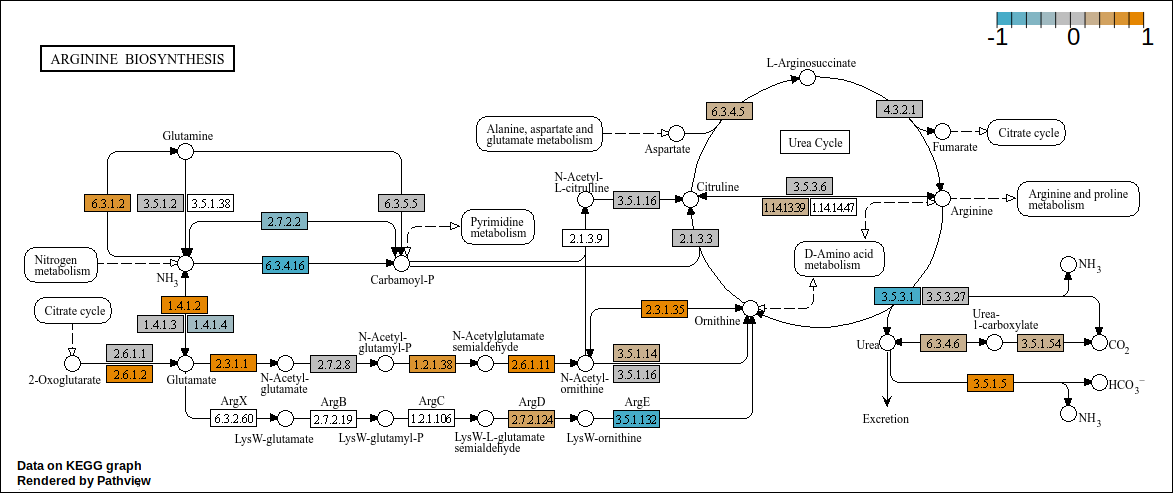 -1 0 1
ARGININE BIOSYNTHESIS
L-Arginosuccinate
6.3.4.5
4.3.2.1
Alanine, aspartate and
glutamate metabolism
Aspartate
Urea Cycle
Fumarate
Citrate cycle
Glutamine
N-Acetyl-
L-citrulline
Citruline
3.5.3.6
3.5.1.16
1.14.13.39
1.14.14.47
Arginine
Arginine and proline
metabolism
6.3.1.2
3.5.1.2
3.5.1.38
6.3.5.5
2.7.2.2
Pyrimidine
metabolism
2.1.3.9
2.1.3.3
D-Amino acid
metabolism
Nitrogen
metabolism
NH3
6.3.4.16
Carbamoyl-P
NH3
1.4.1.2
1.4.1.3
1.4.1.4
Citrate cycle
2.3.1.35
Ornithine
3.5.3.1
3.5.3.27
Urea-
1-carboxylate
2.6.1.1
2.6.1.2
2-Oxoglutarate
Glutamate
2.3.1.1
N-Acetyl-
glutamate
2.7.2.8
N-Acetyl-
glutamyl-P
1.2.1.38
N-Acetylglutamate
semialdehyde
2.6.1.11
N-Acetyl-
ornithine
3.5.1.14
3.5.1.16
Urea
6.3.4.6
3.5.1.54
CO2
3.5.1.5
HCO3−
NH3
Excretion
ArgX
6.3.2.60
LysW-glutamate
ArgB
2.7.2.19
LysW-glutamyl-P
ArgC
1.2.1.106
LysW-L-glutamate
semialdehyde
ArgD
2.7.2.124
LysW-ornithine
ArgE
3.5.1.132
Data on KEGG graph
Rendered by Pathview